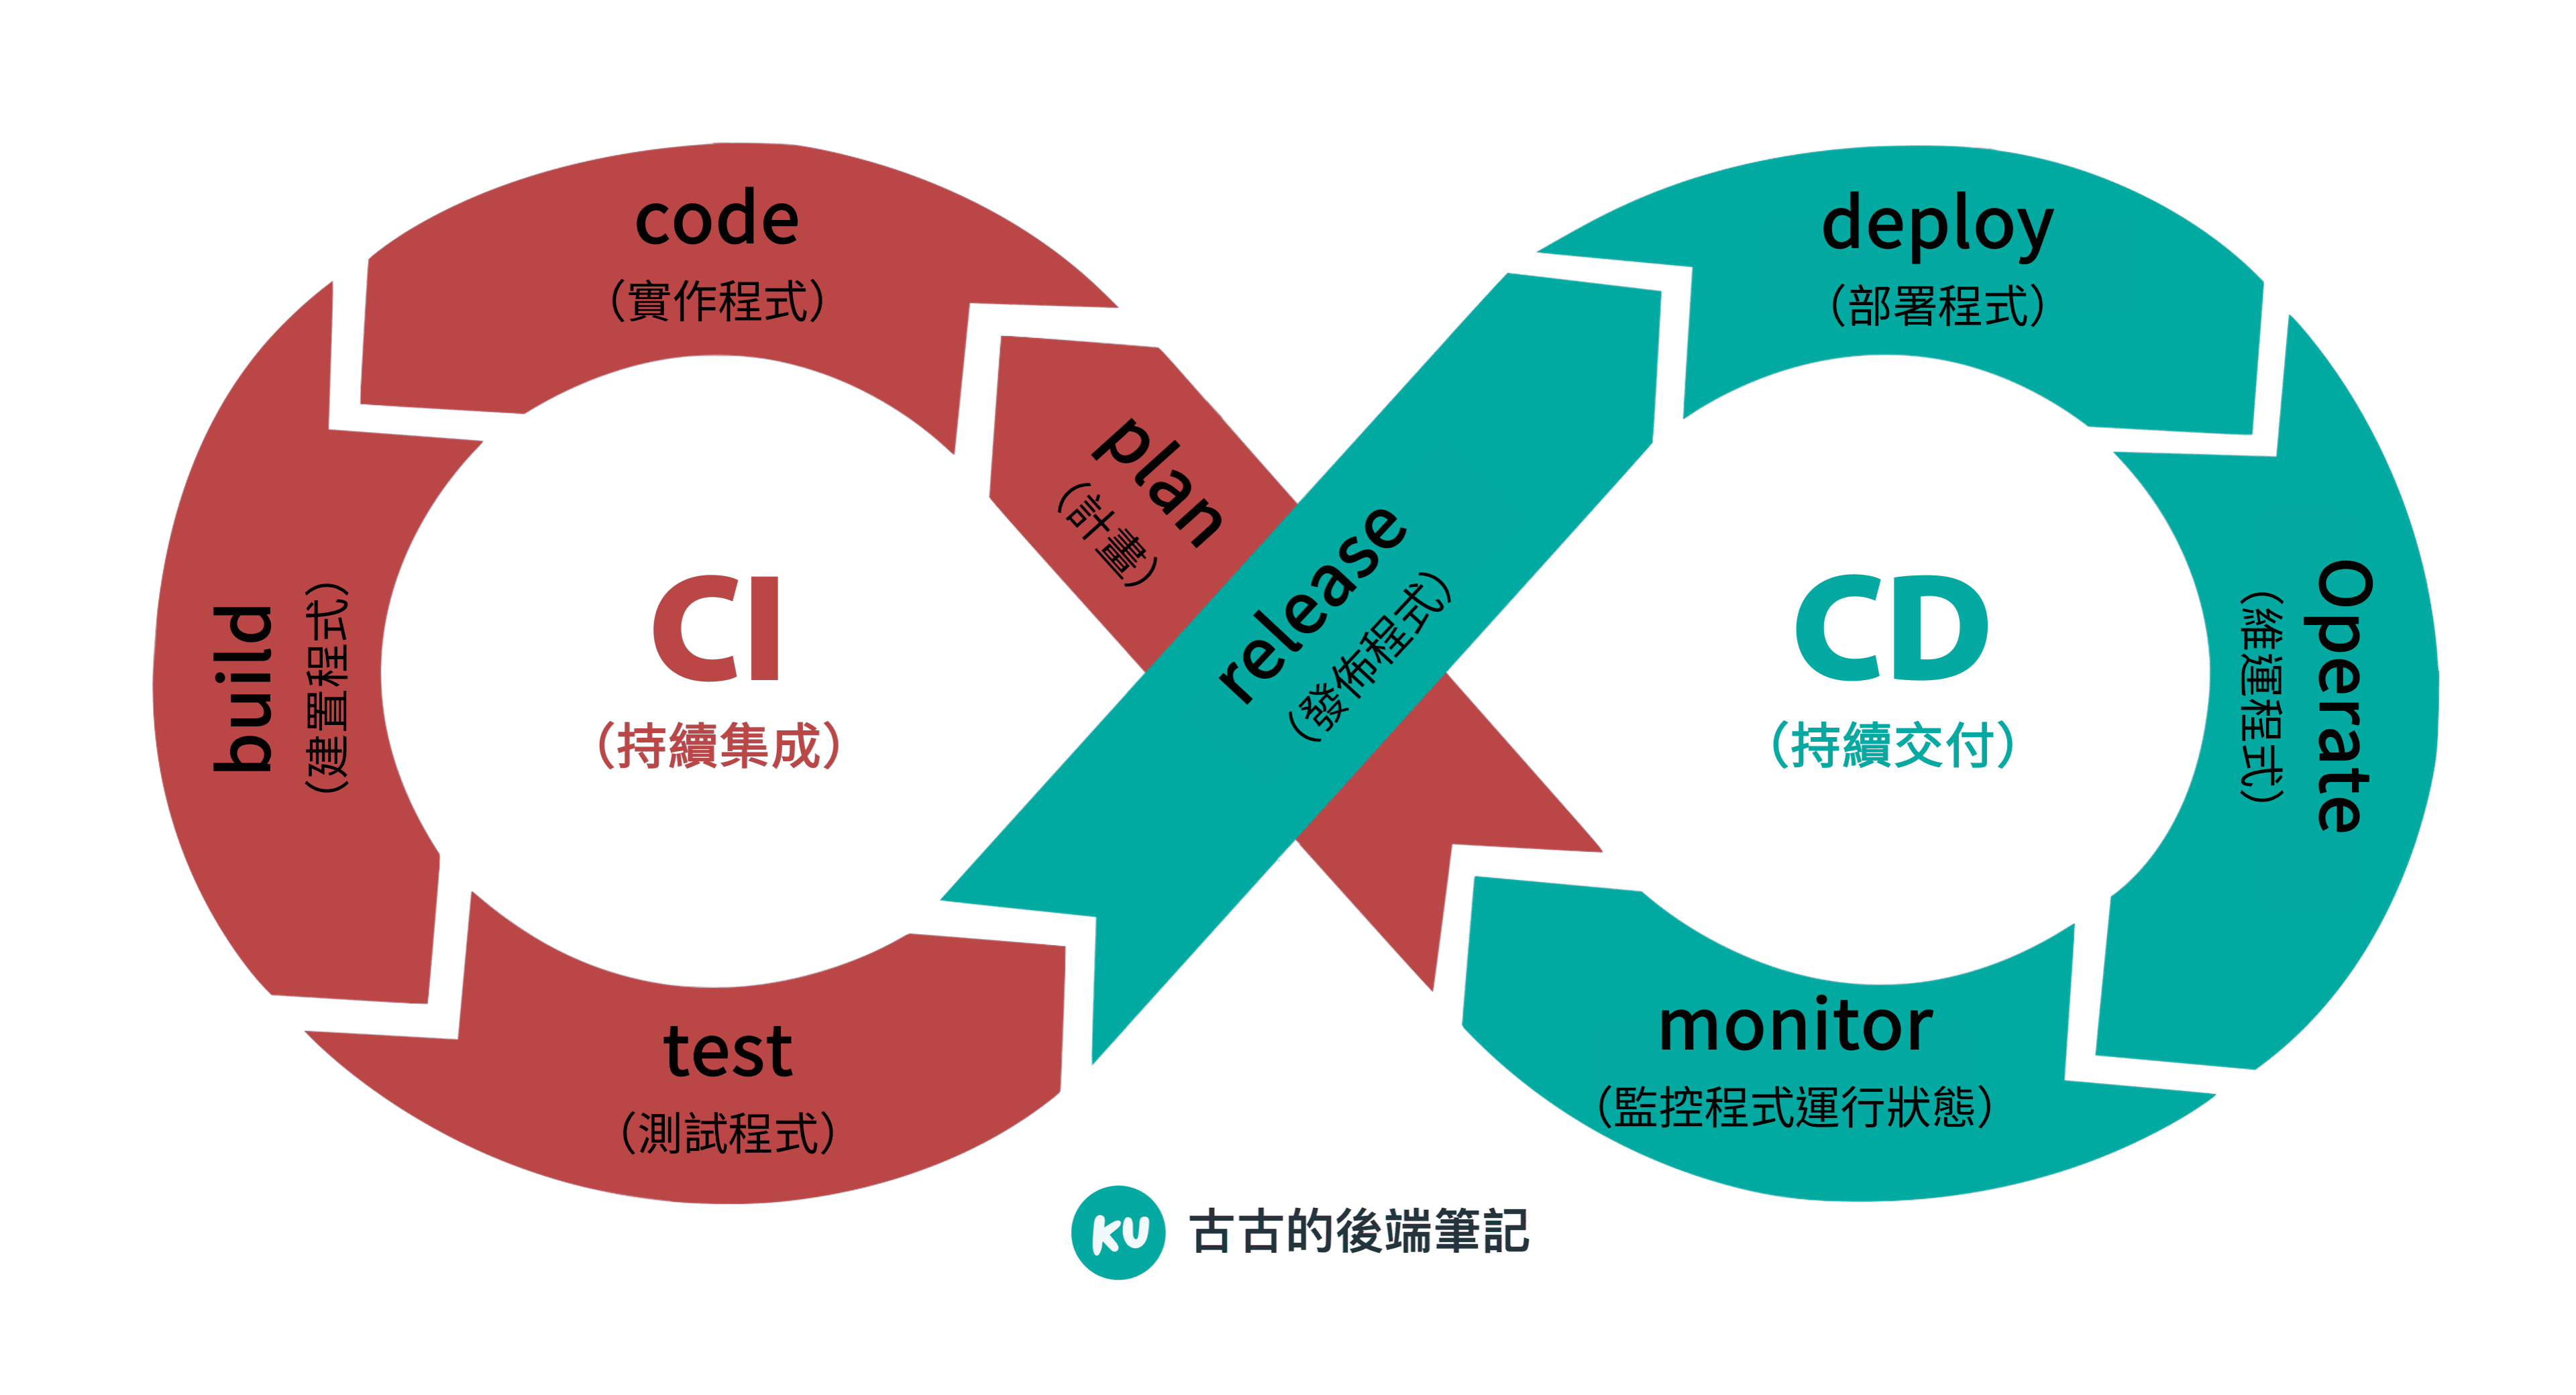 code
(實作程式)
deploy
(部署程式)
plan
(計畫)
release
(發佈程式)
build
(建置程式)
CI
(持續集成)
CD
(持續交付)
Operate
(維運程式)
test
(測試程式)
monitor
(監控程式運行狀態)
KU 古古的後端筆記